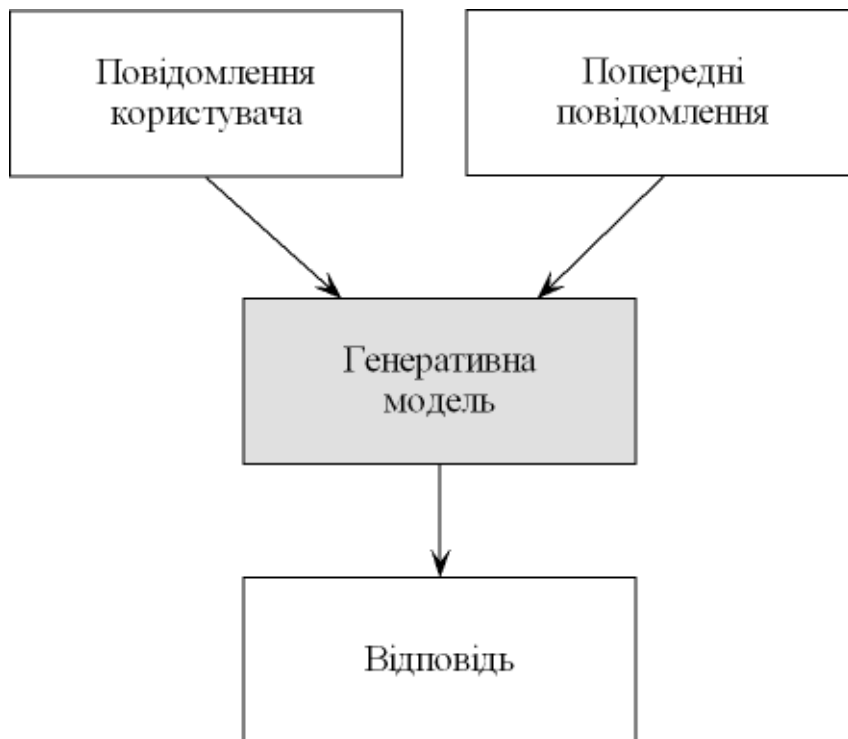 Повідомлення
користувача
Попередні
повідомлення
Генеративна
модель
Відповідь